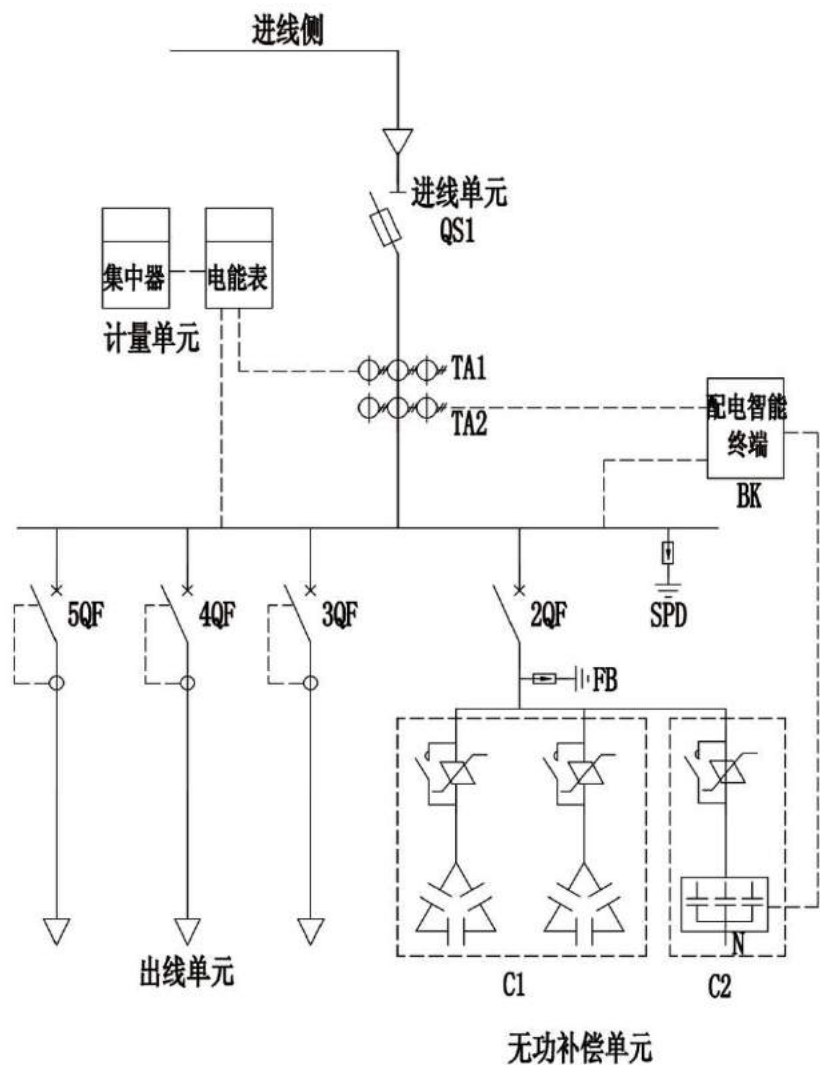 进线侧
进线单元
QS1
集中器
电能表
计量单元
TA1
TA2
配电智能
终端
BK
5QF
4QF
3QF
2QF
SPD
FB
N
出线单元
C1
C2
无功补偿单元